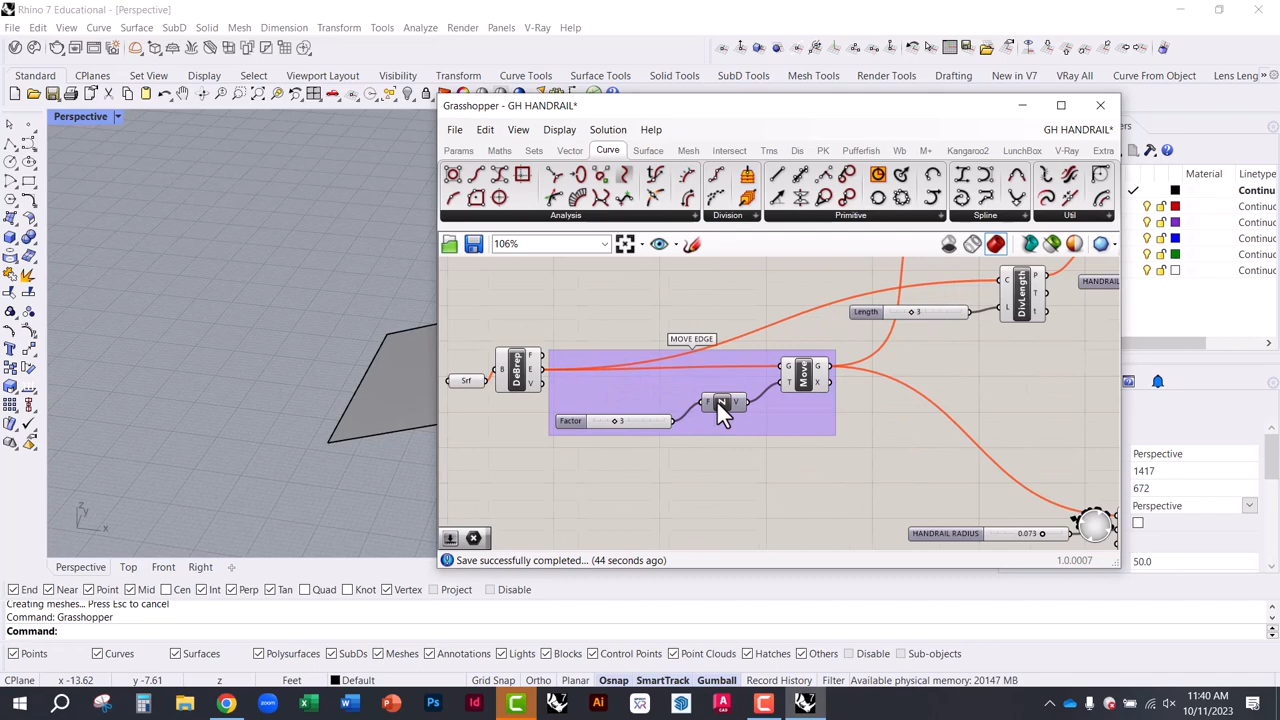 Rhino 7 Educational - [Perspective]
File Edit View Curve Surface SubD Solid Mesh Dimension Transform Tools Analyze Render Panels V-Ray Help
Standard CPlanes Set View Display Select Viewport Layout Visibility Transform Curve Tools Surface Tools Solid Tools SubD Tools Mesh Tools Render Tools Drafting New in V7 VRay All Curve From Object Lens Leng
Perspective
Grasshopper - GH HANDRAIL*
File Edit View Display Solution Help
GH HANDRAIL*
Params Maths Sets Vector Curve Surface Mesh Intersect Tms Dis PK Pufferfish Wb M+ Kangaroo2 LunchBox V-Ray Extra
Analysis Division Primitive Spline Util
106%
Material Linetype
Continu
Continuc
Continuc
Continuc
Continuc
Continuc
C P
DivLength
T
L t
HANDRAIL
Length 3
MOVE EDGE
Srf
B DeBrep F E V
G T Move G X
F Z V
Factor 3
HANDRAIL RADIUS 0.073
Save successfully completed... (44 seconds ago)
1.0.0007
Perspective
1417
672
Perspective
50.0
z y x
Perspective Top Front Right
End Near Point Mid Cen Int Perp Tan Quad Knot Vertex Project Disable
Creating meshes... Press Esc to cancel
Command: Grasshopper
Command:
Points Curves Surfaces Polysurfaces SubDs Meshes Annotations Lights Blocks Control Points Point Clouds Hatches Others Disable Sub-objects
CPlane x -13.62 y -7.61 z Feet Default Grid Snap Ortho Planar Osnap SmartTrack Gumball Record History Filter Available physical memory: 20147 MB
11:40 AM
10/11/2023